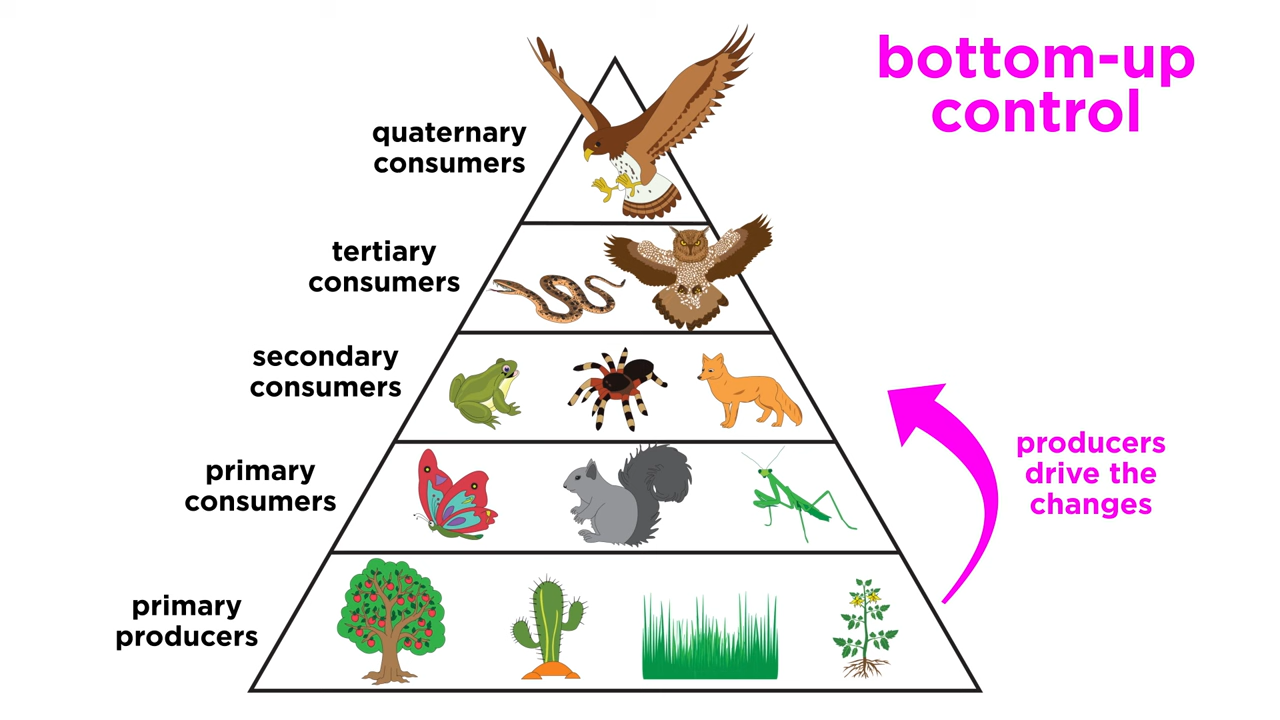 bottom-up
control
quaternary
consumers
tertiary
consumers
secondary
consumers
primary
consumers
producers
drive the
changes
primary
producers